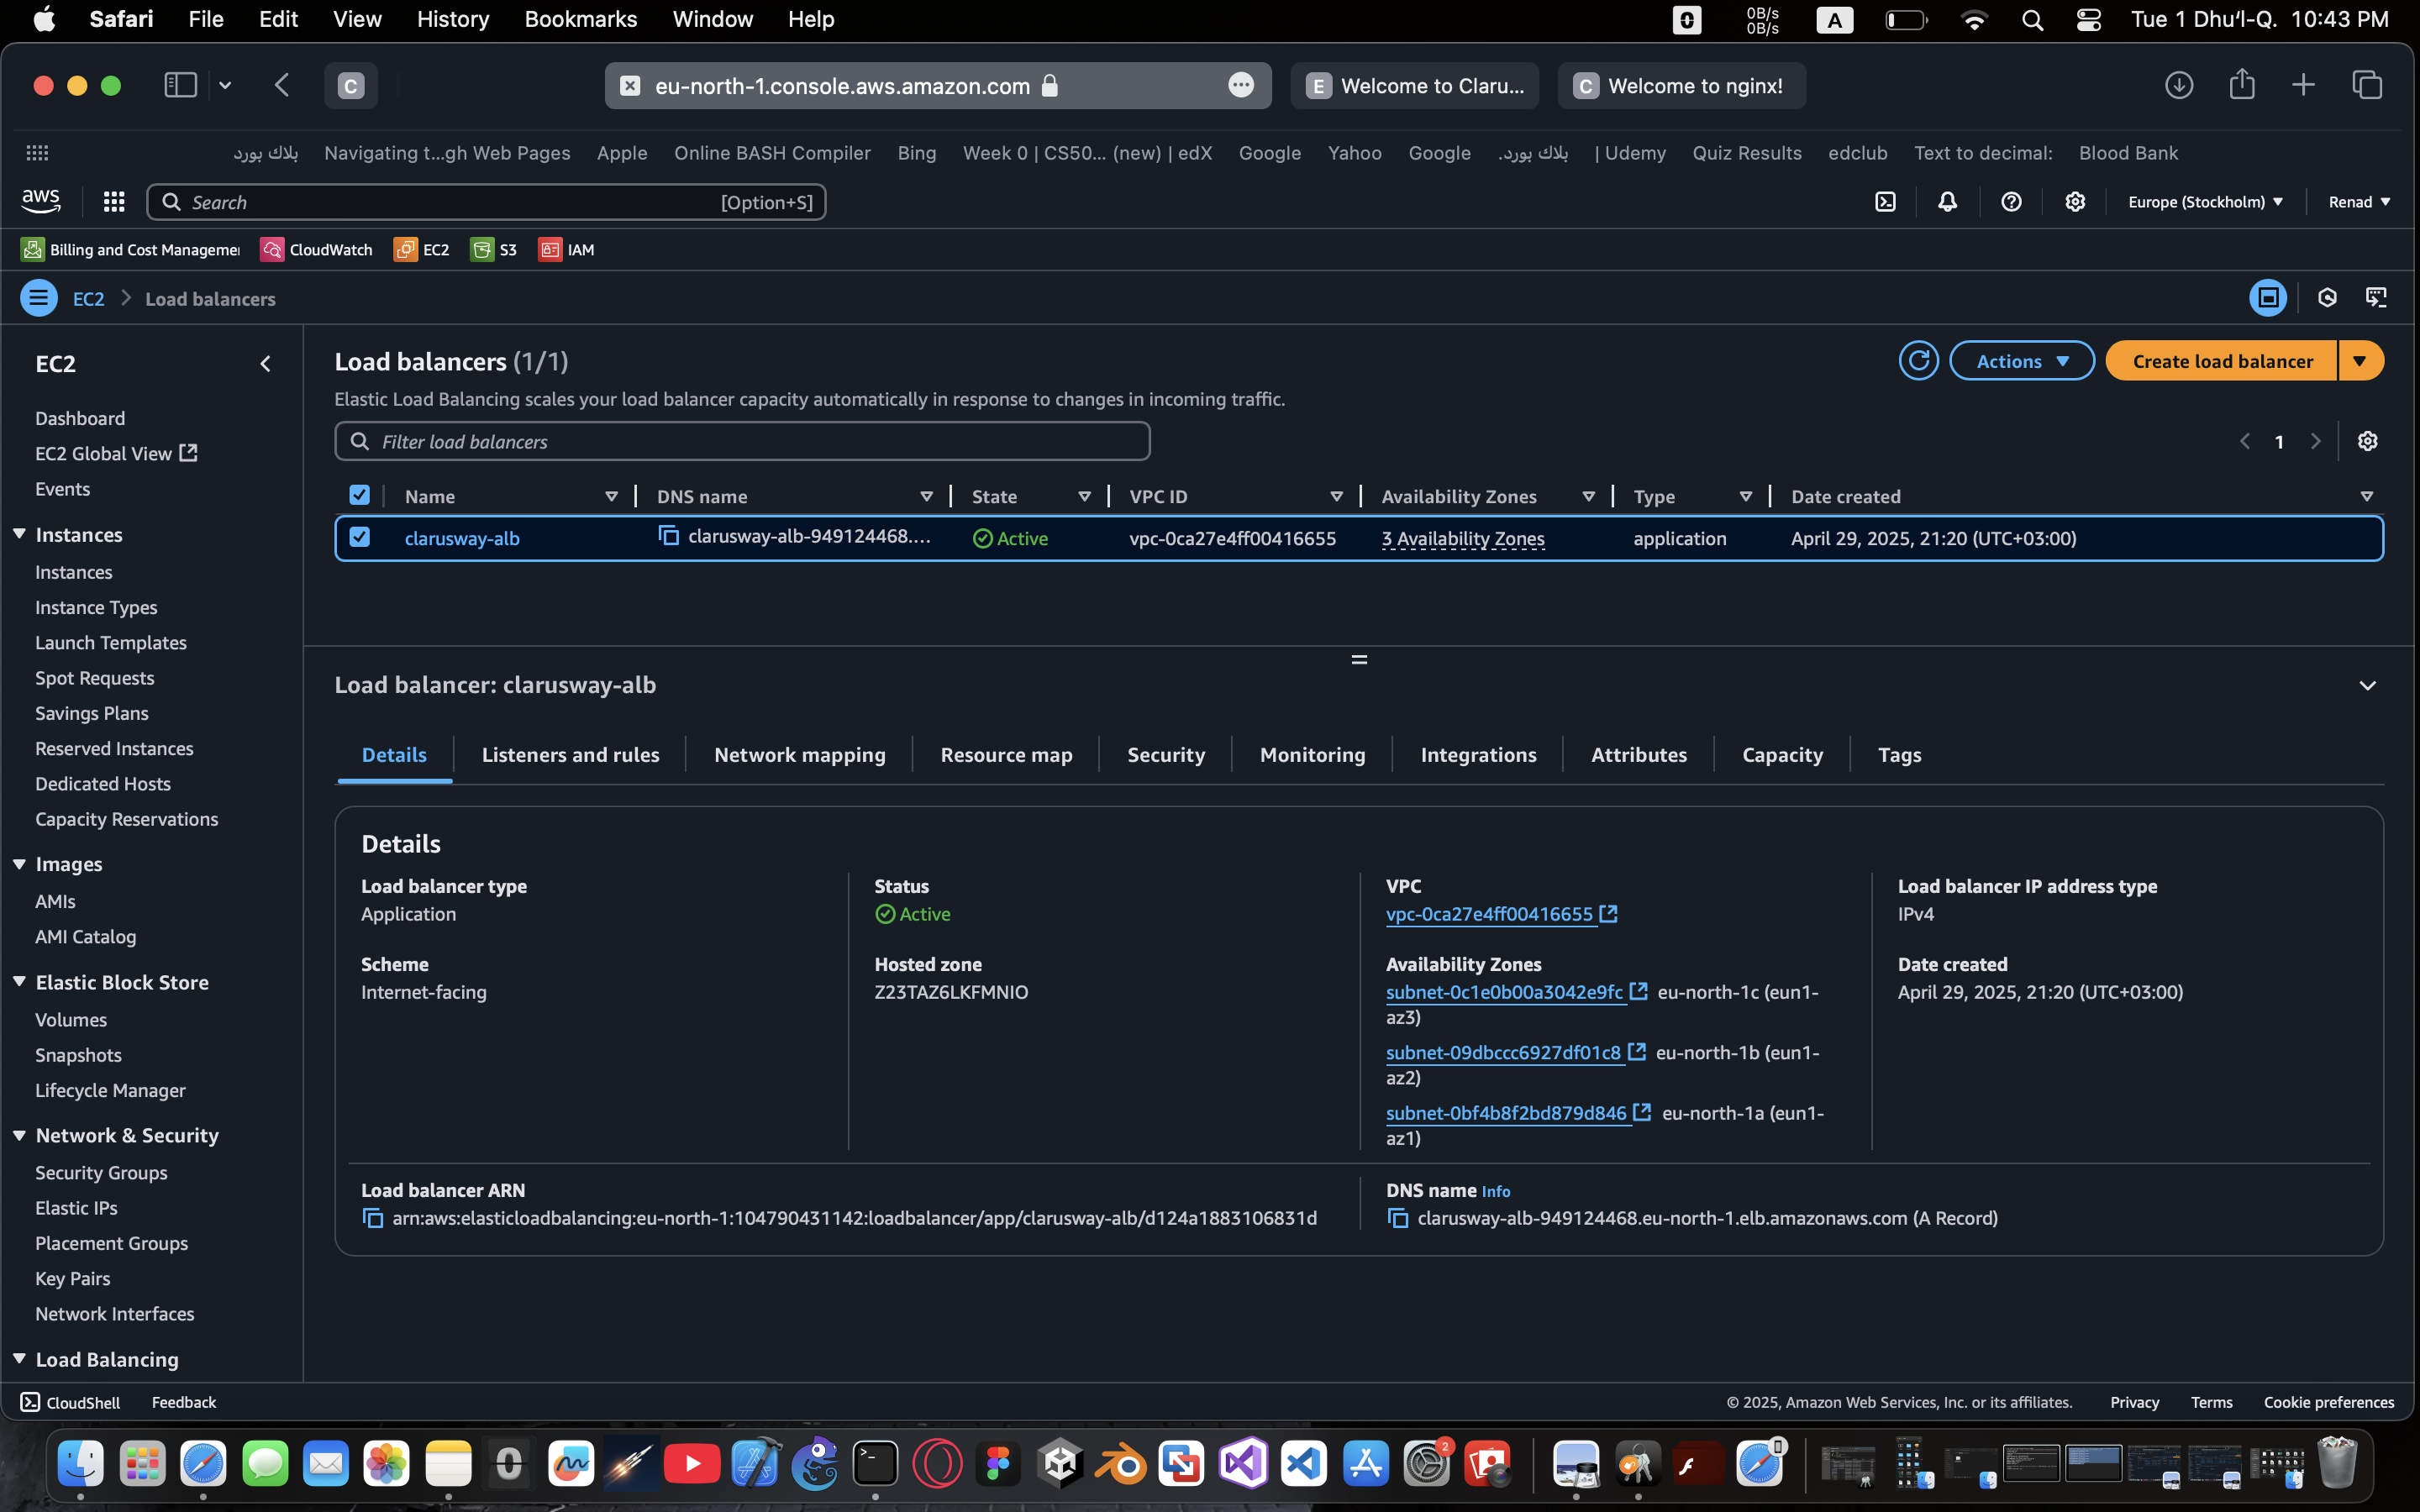 Safari File Edit View History Bookmarks Window Help 0B/s 0B/s A Tue 1 Dhuʻl-Q. 10:43 PM
C eu-north-1.console.aws.amazon.com E Welcome to Claru... C Welcome to nginx!
بلاك بورد Navigating t...gh Web Pages Apple Online BASH Compiler Bing Week 0 | CS50... (new) | edX Google Yahoo Google بلاك بورد. | Udemy Quiz Results edclub Text to decimal: Blood Bank
aws Search [Option+S] Europe (Stockholm) Renad
Billing and Cost Managemer CloudWatch EC2 S3 IAM
EC2 Load balancers
EC2
Dashboard
EC2 Global View
Events
Instances
Instances
Instance Types
Launch Templates
Spot Requests
Savings Plans
Reserved Instances
Dedicated Hosts
Capacity Reservations
Images
AMIs
AMI Catalog
Elastic Block Store
Volumes
Snapshots
Lifecycle Manager
Network & Security
Security Groups
Elastic IPs
Placement Groups
Key Pairs
Network Interfaces
Load Balancing
Load balancers (1/1) Actions Create load balancer
Elastic Load Balancing scales your load balancer capacity automatically in response to changes in incoming traffic.
Filter load balancers 1
Name DNS name State VPC ID Availability Zones Type Date created
clarusway-alb clarusway-alb-949124468.... Active vpc-0ca27e4ff00416655 3 Availability Zones application April 29, 2025, 21:20 (UTC+03:00)
Load balancer: clarusway-alb
Details Listeners and rules Network mapping Resource map Security Monitoring Integrations Attributes Capacity Tags
Details
Load balancer type
Application
Scheme
Internet-facing
Status
Active
Hosted zone
Z23TAZ6LKFMNIO
VPC
vpc-0ca27e4ff00416655
Availability Zones
subnet-0c1e0b00a3042e9fc eu-north-1c (eun1-
az3)
subnet-09dbccc6927df01c8 eu-north-1b (eun1-
az2)
subnet-0bf4b8f2bd879d846 eu-north-1a (eun1-
az1)
Load balancer IP address type
IPv4
Date created
April 29, 2025, 21:20 (UTC+03:00)
Load balancer ARN
arn:aws:elasticloadbalancing:eu-north-1:104790431142:loadbalancer/app/clarusway-alb/d124a1883106831d
DNS name Info
clarusway-alb-949124468.eu-north-1.elb.amazonaws.com (A Record)
CloudShell Feedback © 2025, Amazon Web Services, Inc. or its affiliates. Privacy Terms Cookie preferences
2